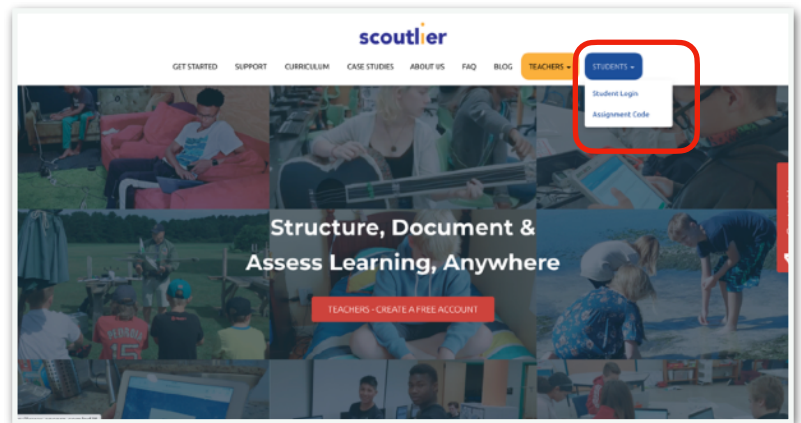 scoutlier
GET STARTED SUPPORT CURRICULUM CASE STUDIES ABOUT US FAQ BLOG TEACHERS STUDENTS
Student Login
Assignment Code
Structure, Document &
Assess Learning, Anywhere
TEACHERS - CREATE A FREE ACCOUNT